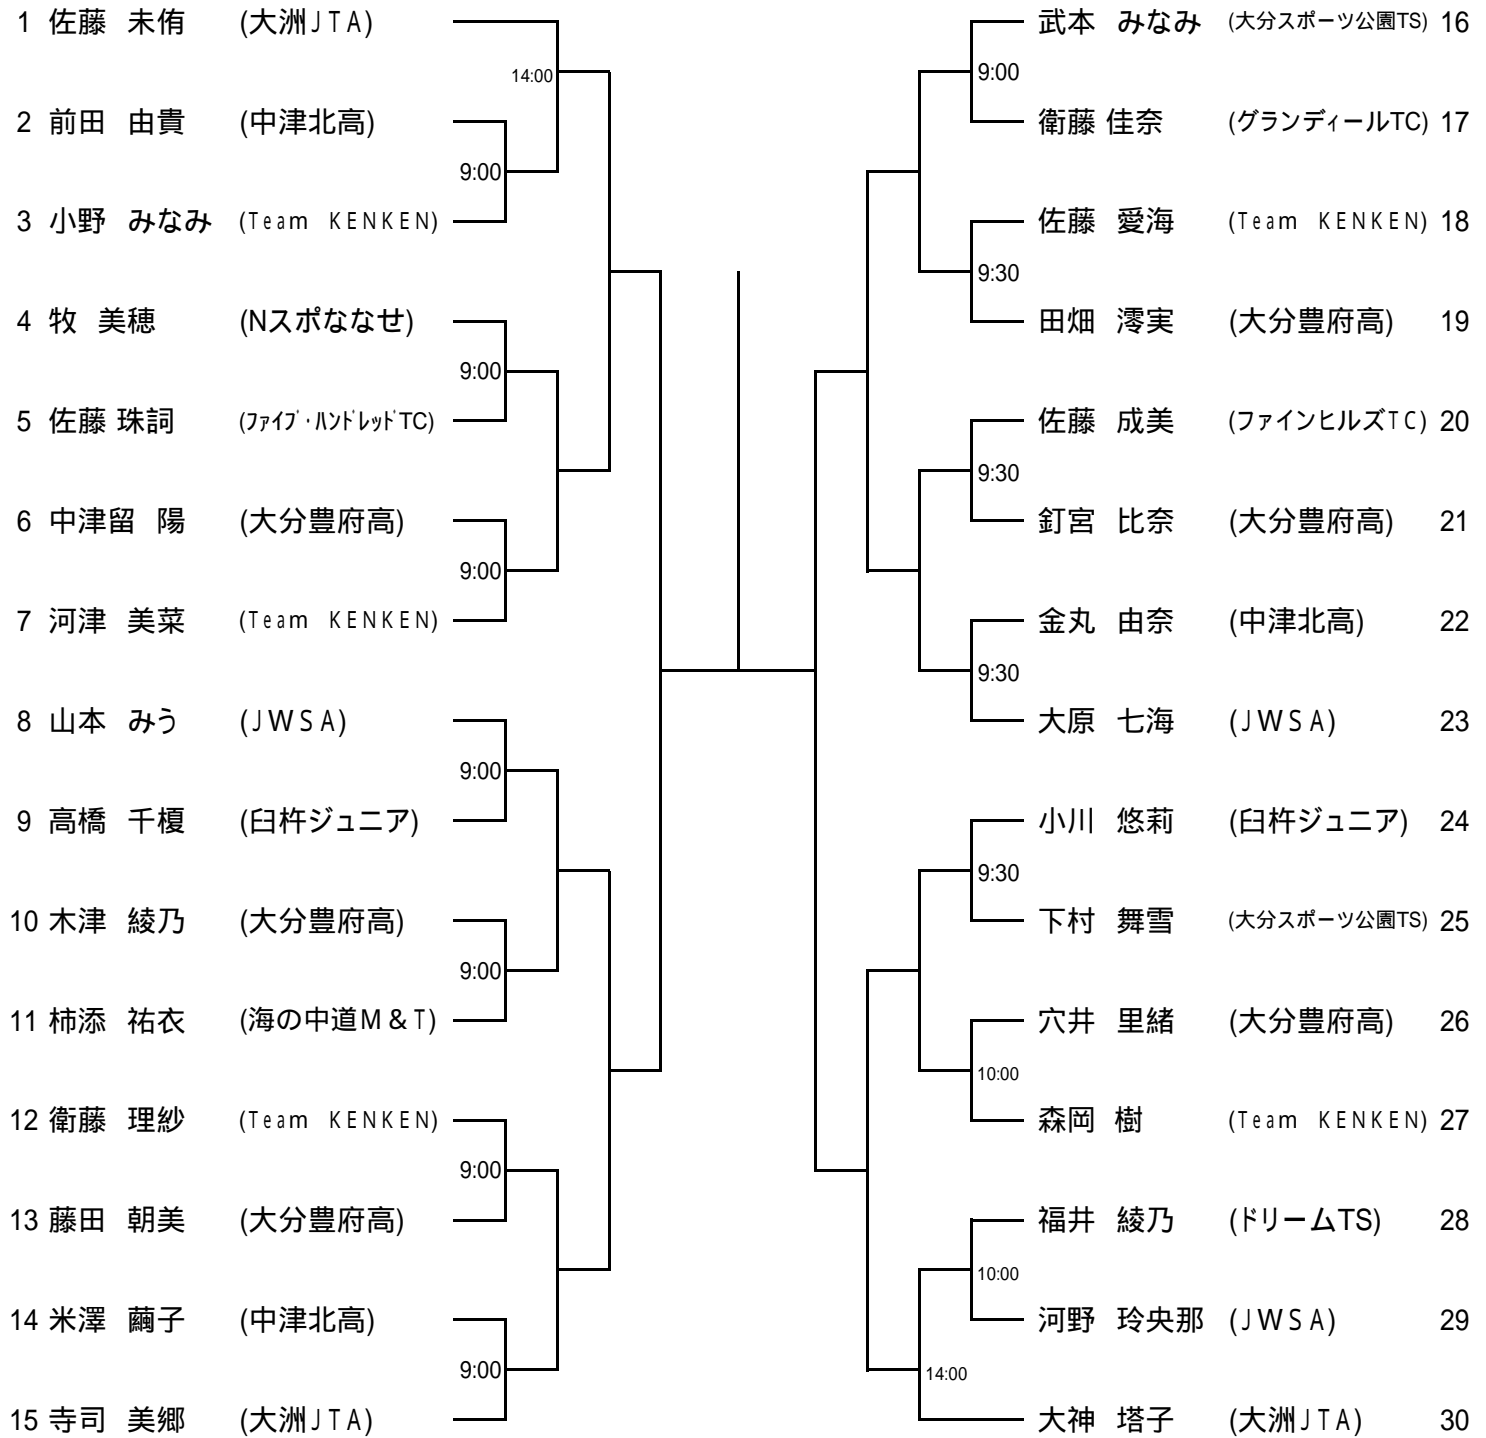 1 佐藤 未侑 (大洲JTA)
14:00
2 前田 由貴 (中津北高)
9:00
3 小野 みなみ (Team KENKEN)
4 牧 美穂 (Nスポななせ)
9:00
5 佐藤 珠詞 (ﾌｧｲﾌﾞ･ﾊﾝﾄﾞﾚｯﾄﾞTC)
6 中津留 陽 (大分豊府高)
9:00
7 河津 美菜 (Team KENKEN)
8 山本 みう (JWSA)
9:00
9 高橋 千榎 (臼杵ジュニア)
10 木津 綾乃 (大分豊府高)
9:00
11 柿添 祐衣 (海の中道M&T)
12 衛藤 理紗 (Team KENKEN)
9:00
13 藤田 朝美 (大分豊府高)
14 米澤 繭子 (中津北高)
9:00
15 寺司 美郷 (大洲JTA)
武本 みなみ (大分スポーツ公園TS) 16
9:00
衛藤 佳奈 (グランディールTC) 17
佐藤 愛海 (Team KENKEN) 18
9:30
田畑 澪実 (大分豊府高) 19
佐藤 成美 (ファインヒルズTC) 20
9:30
釘宮 比奈 (大分豊府高) 21
金丸 由奈 (中津北高) 22
9:30
大原 七海 (JWSA) 23
小川 悠莉 (臼杵ジュニア) 24
9:30
下村 舞雪 (大分スポーツ公園TS) 25
穴井 里緒 (大分豊府高) 26
10:00
森岡 樹 (Team KENKEN) 27
福井 綾乃 (ドリームTS) 28
10:00
河野 玲央那 (JWSA) 29
14:00
大神 塔子 (大洲JTA) 30